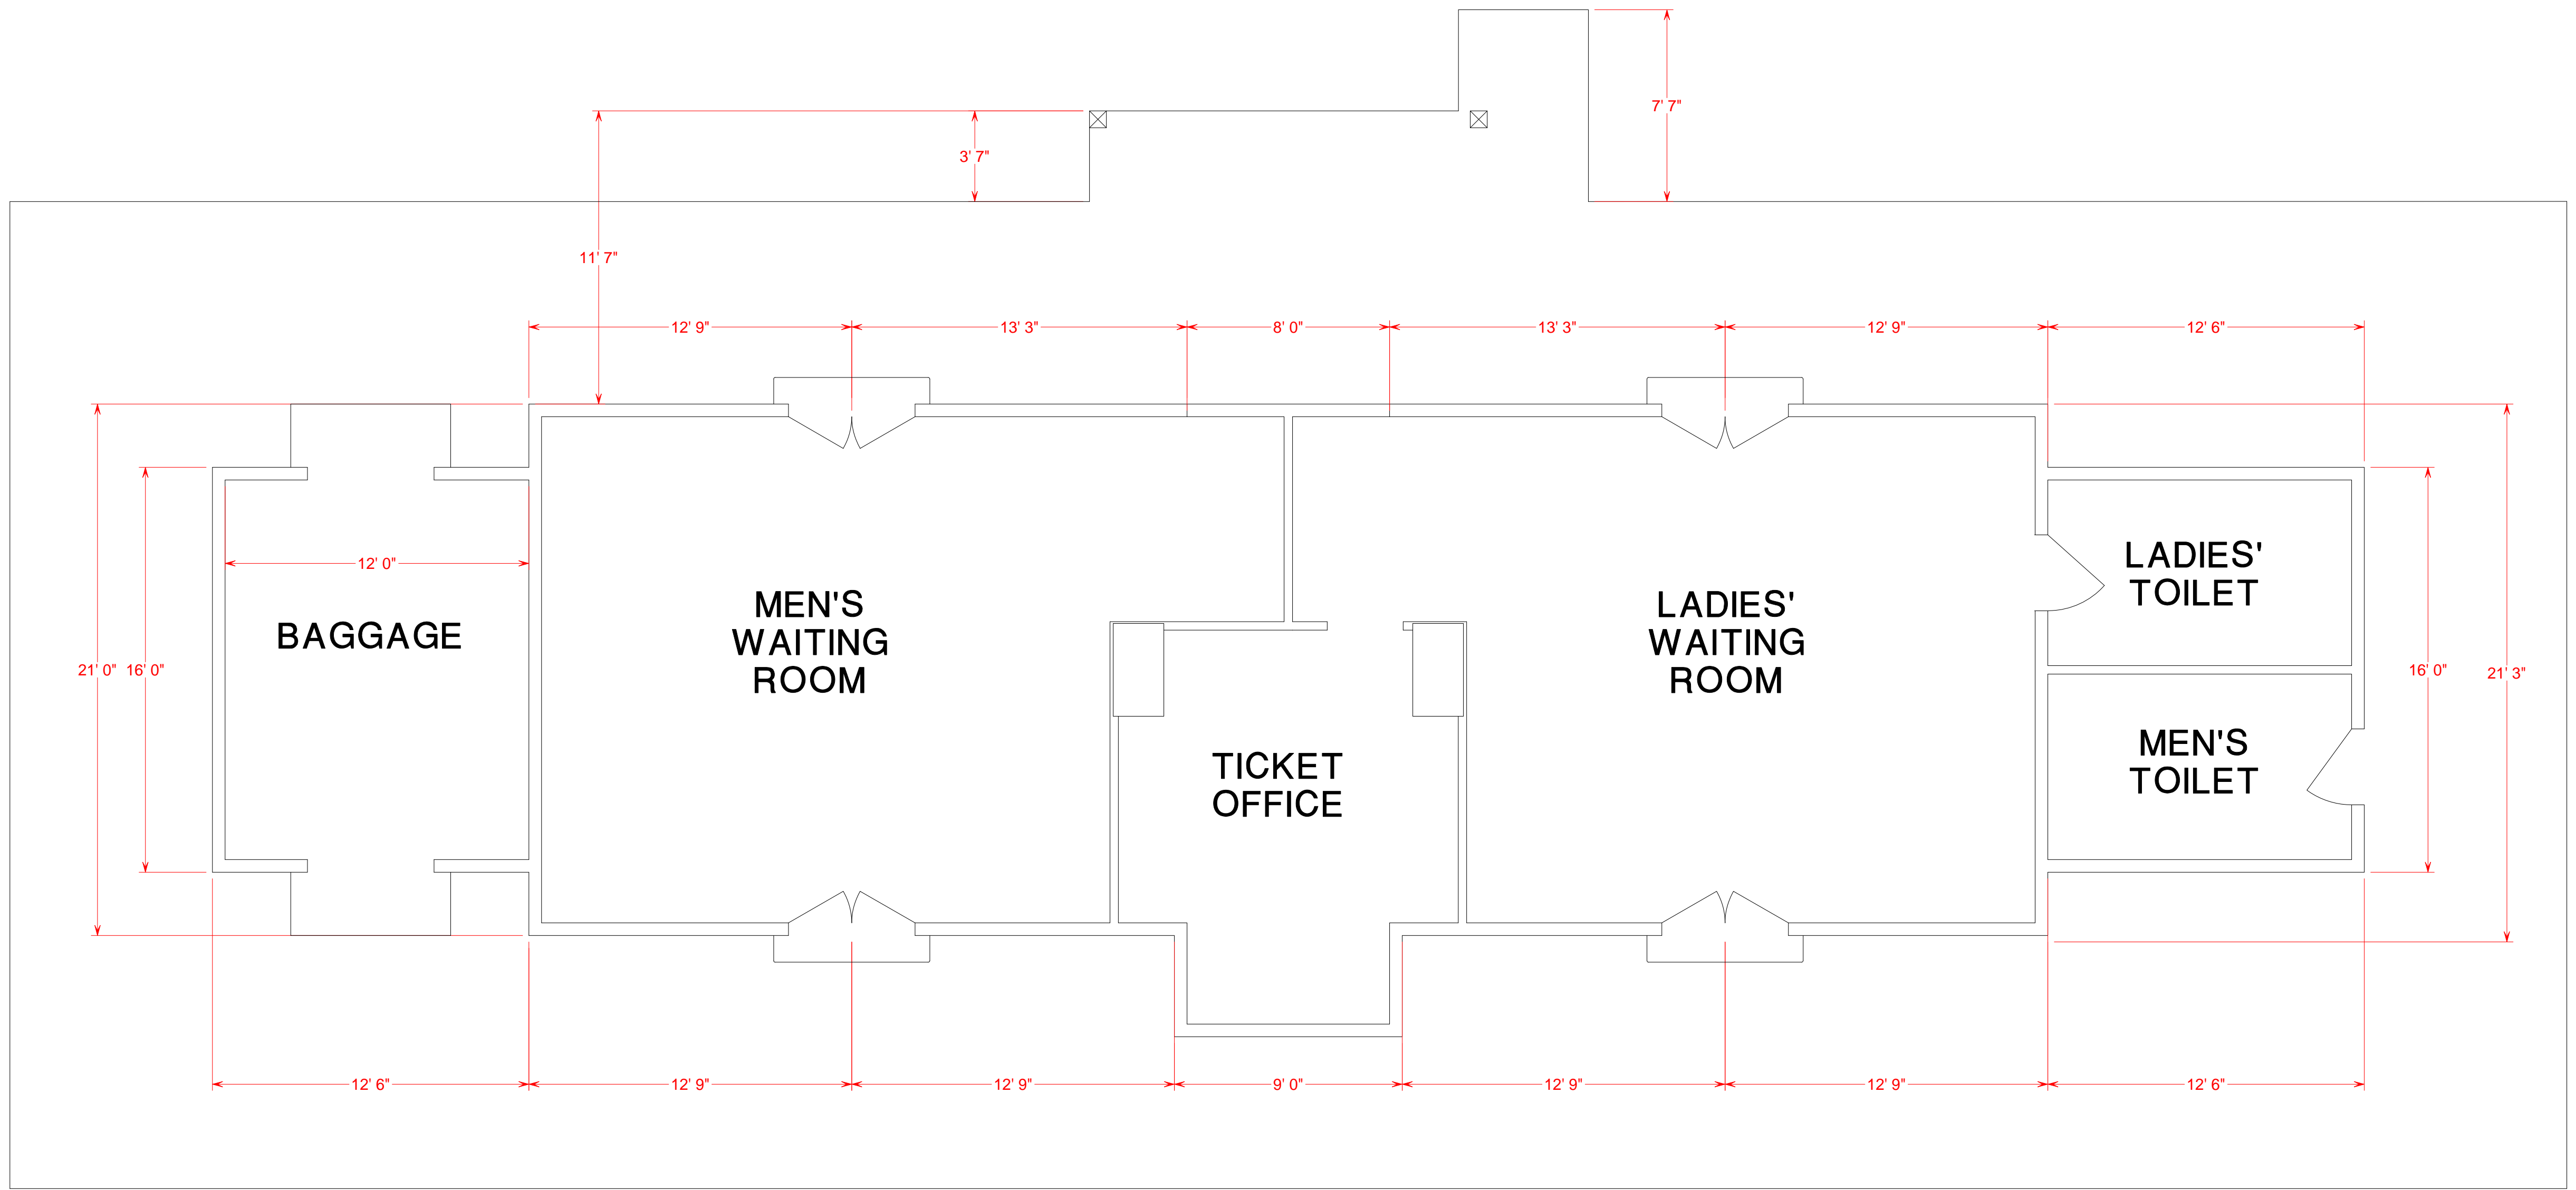 7' 7"
3' 7"
11' 7"
12' 9" 13' 3" 8' 0" 13' 3" 12' 9" 12' 6"
12' 0"
BAGGAGE
MEN'S
WAITING
ROOM
LADIES'
WAITING
ROOM
LADIES'
TOILET
21' 0" 16' 0"
16' 0" 21' 3"
TICKET
OFFICE
MEN'S
TOILET
12' 6" 12' 9" 12' 9" 9' 0" 12' 9" 12' 9" 12' 6"